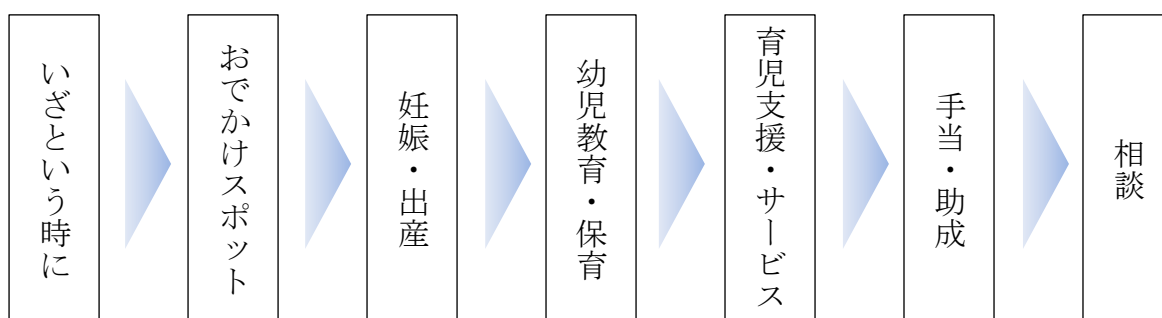 いざという時に
おでかけスポット
妊娠・出産
幼児教育・保育
育児支援・サービス
手当・助成
相談